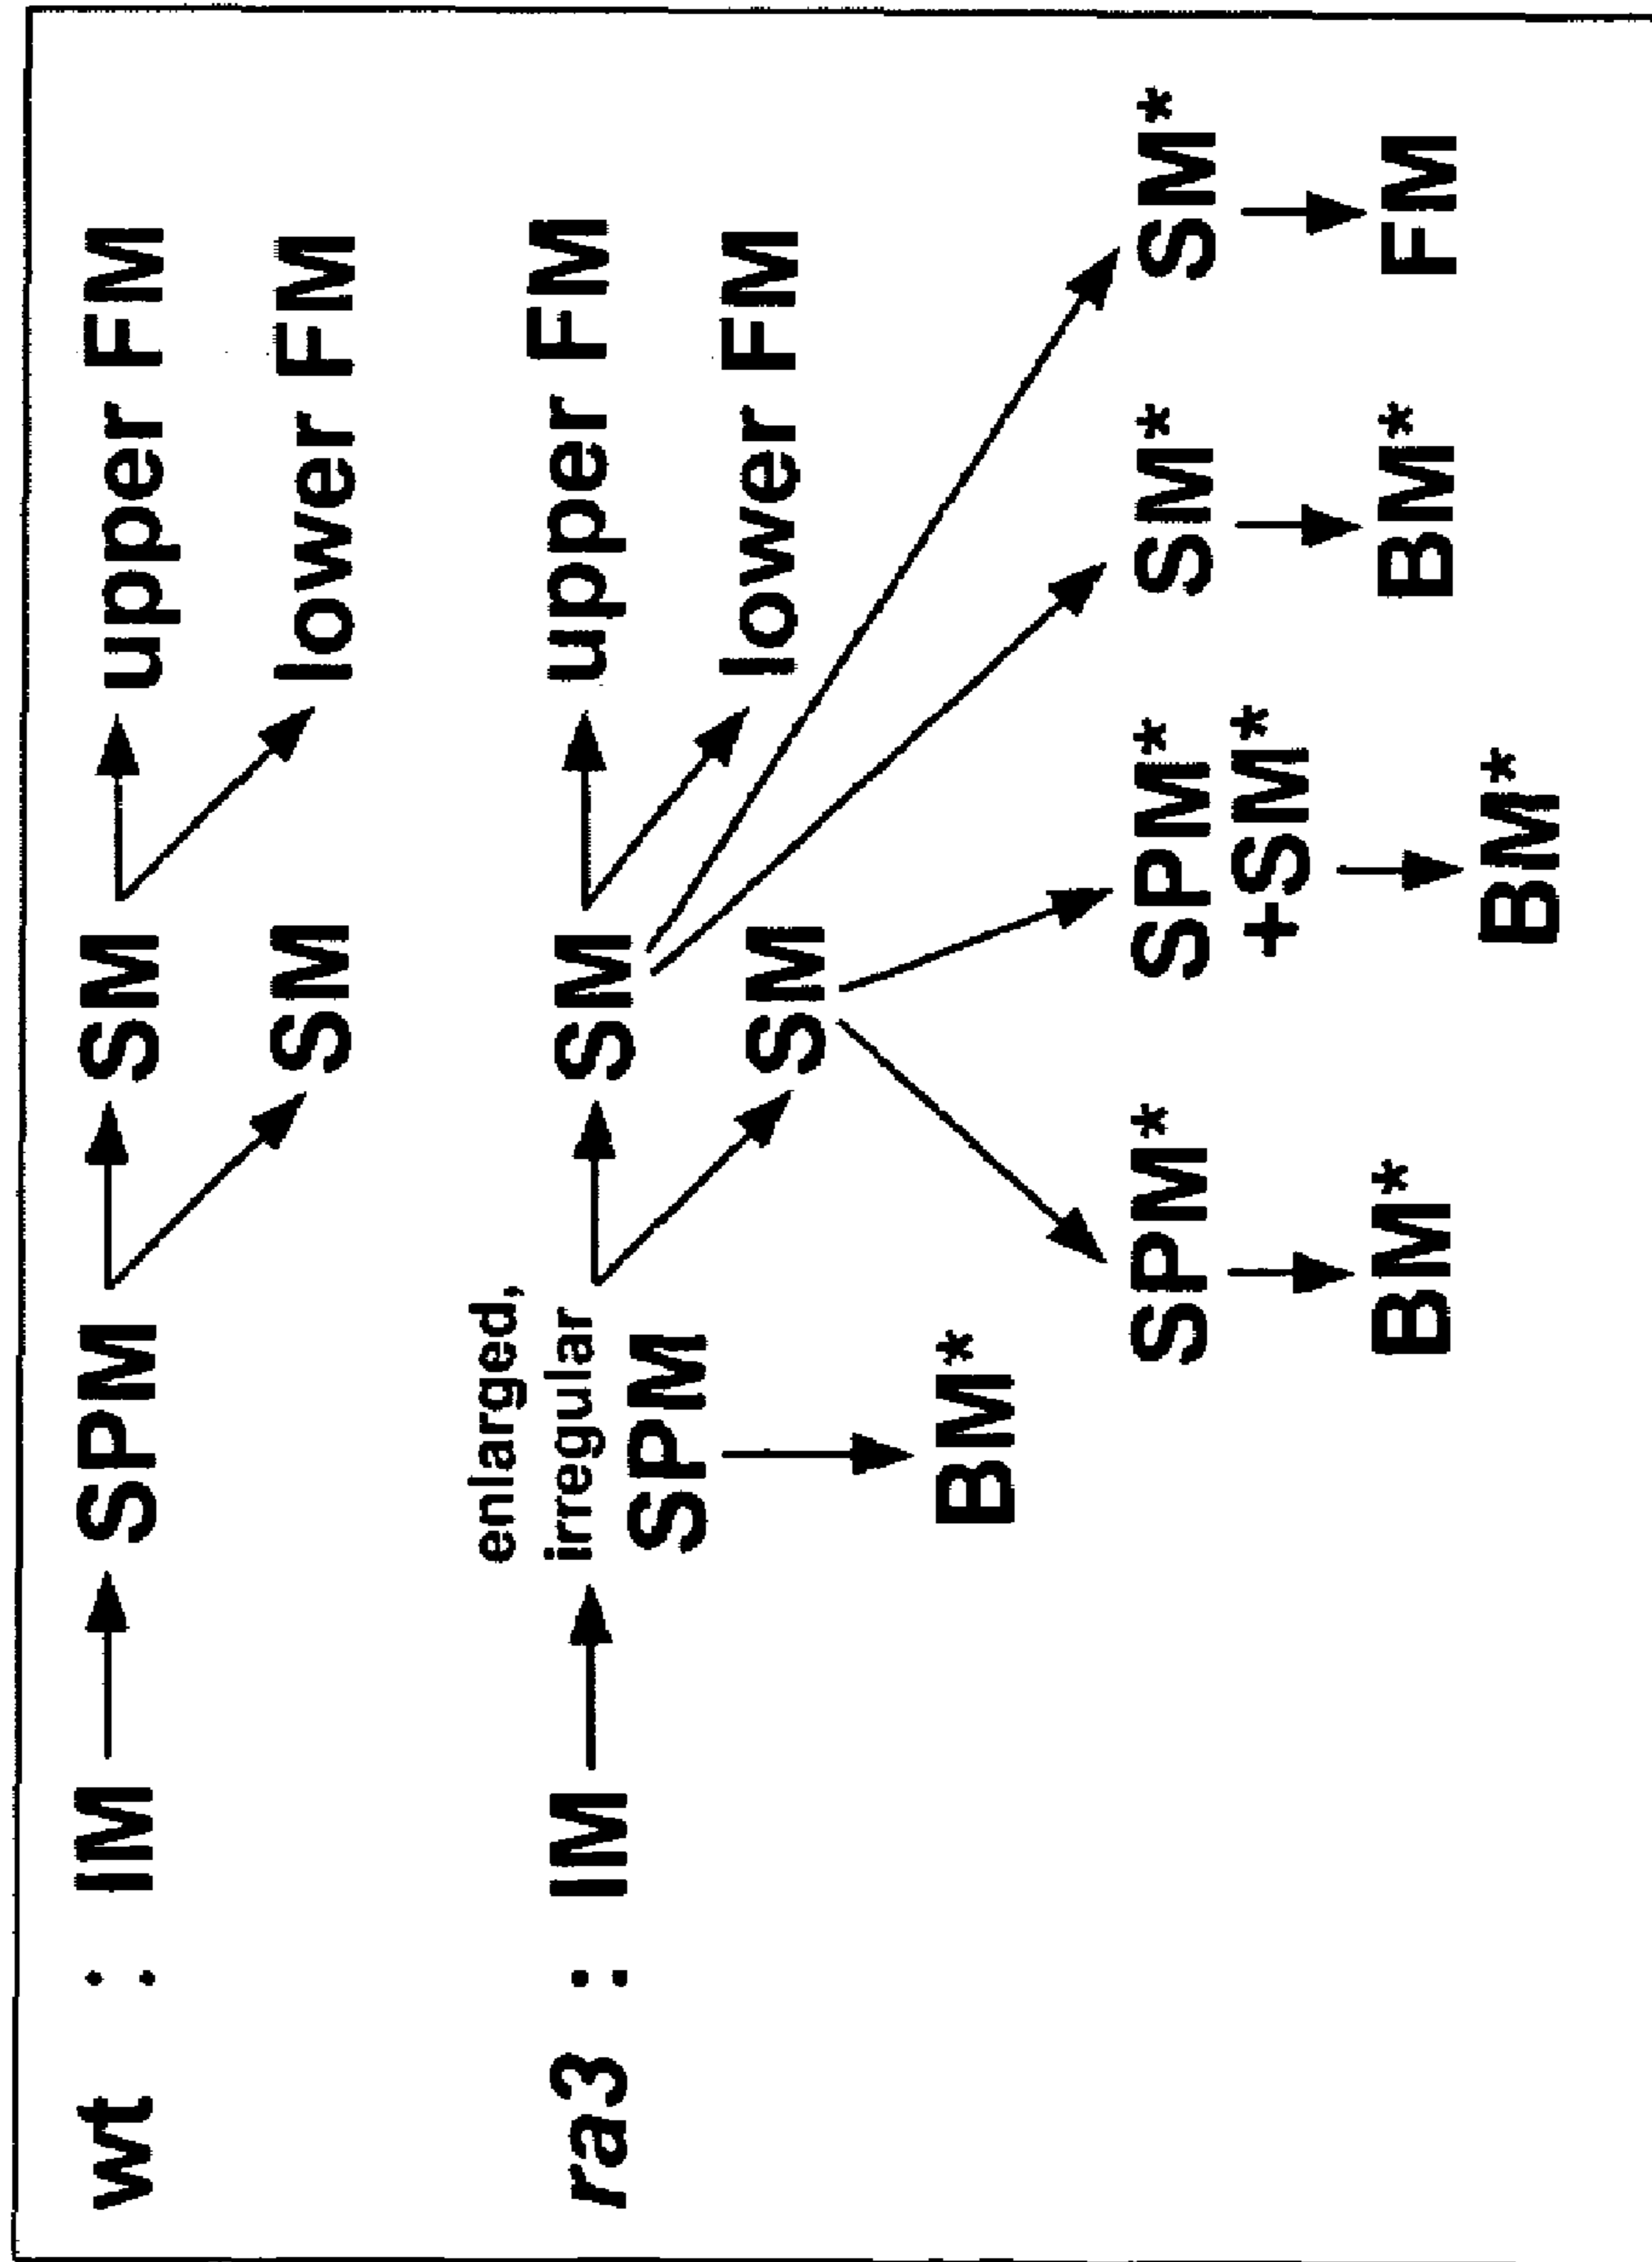 wt : IM SPM SM upper FM
SM lower FM
enlarged,
irregular
ra3 : IM SPM SM upper FM
SM lower FM
BM*
SPM* SPM* SM* SM*
+SM*
BM* BM* FM
BM*